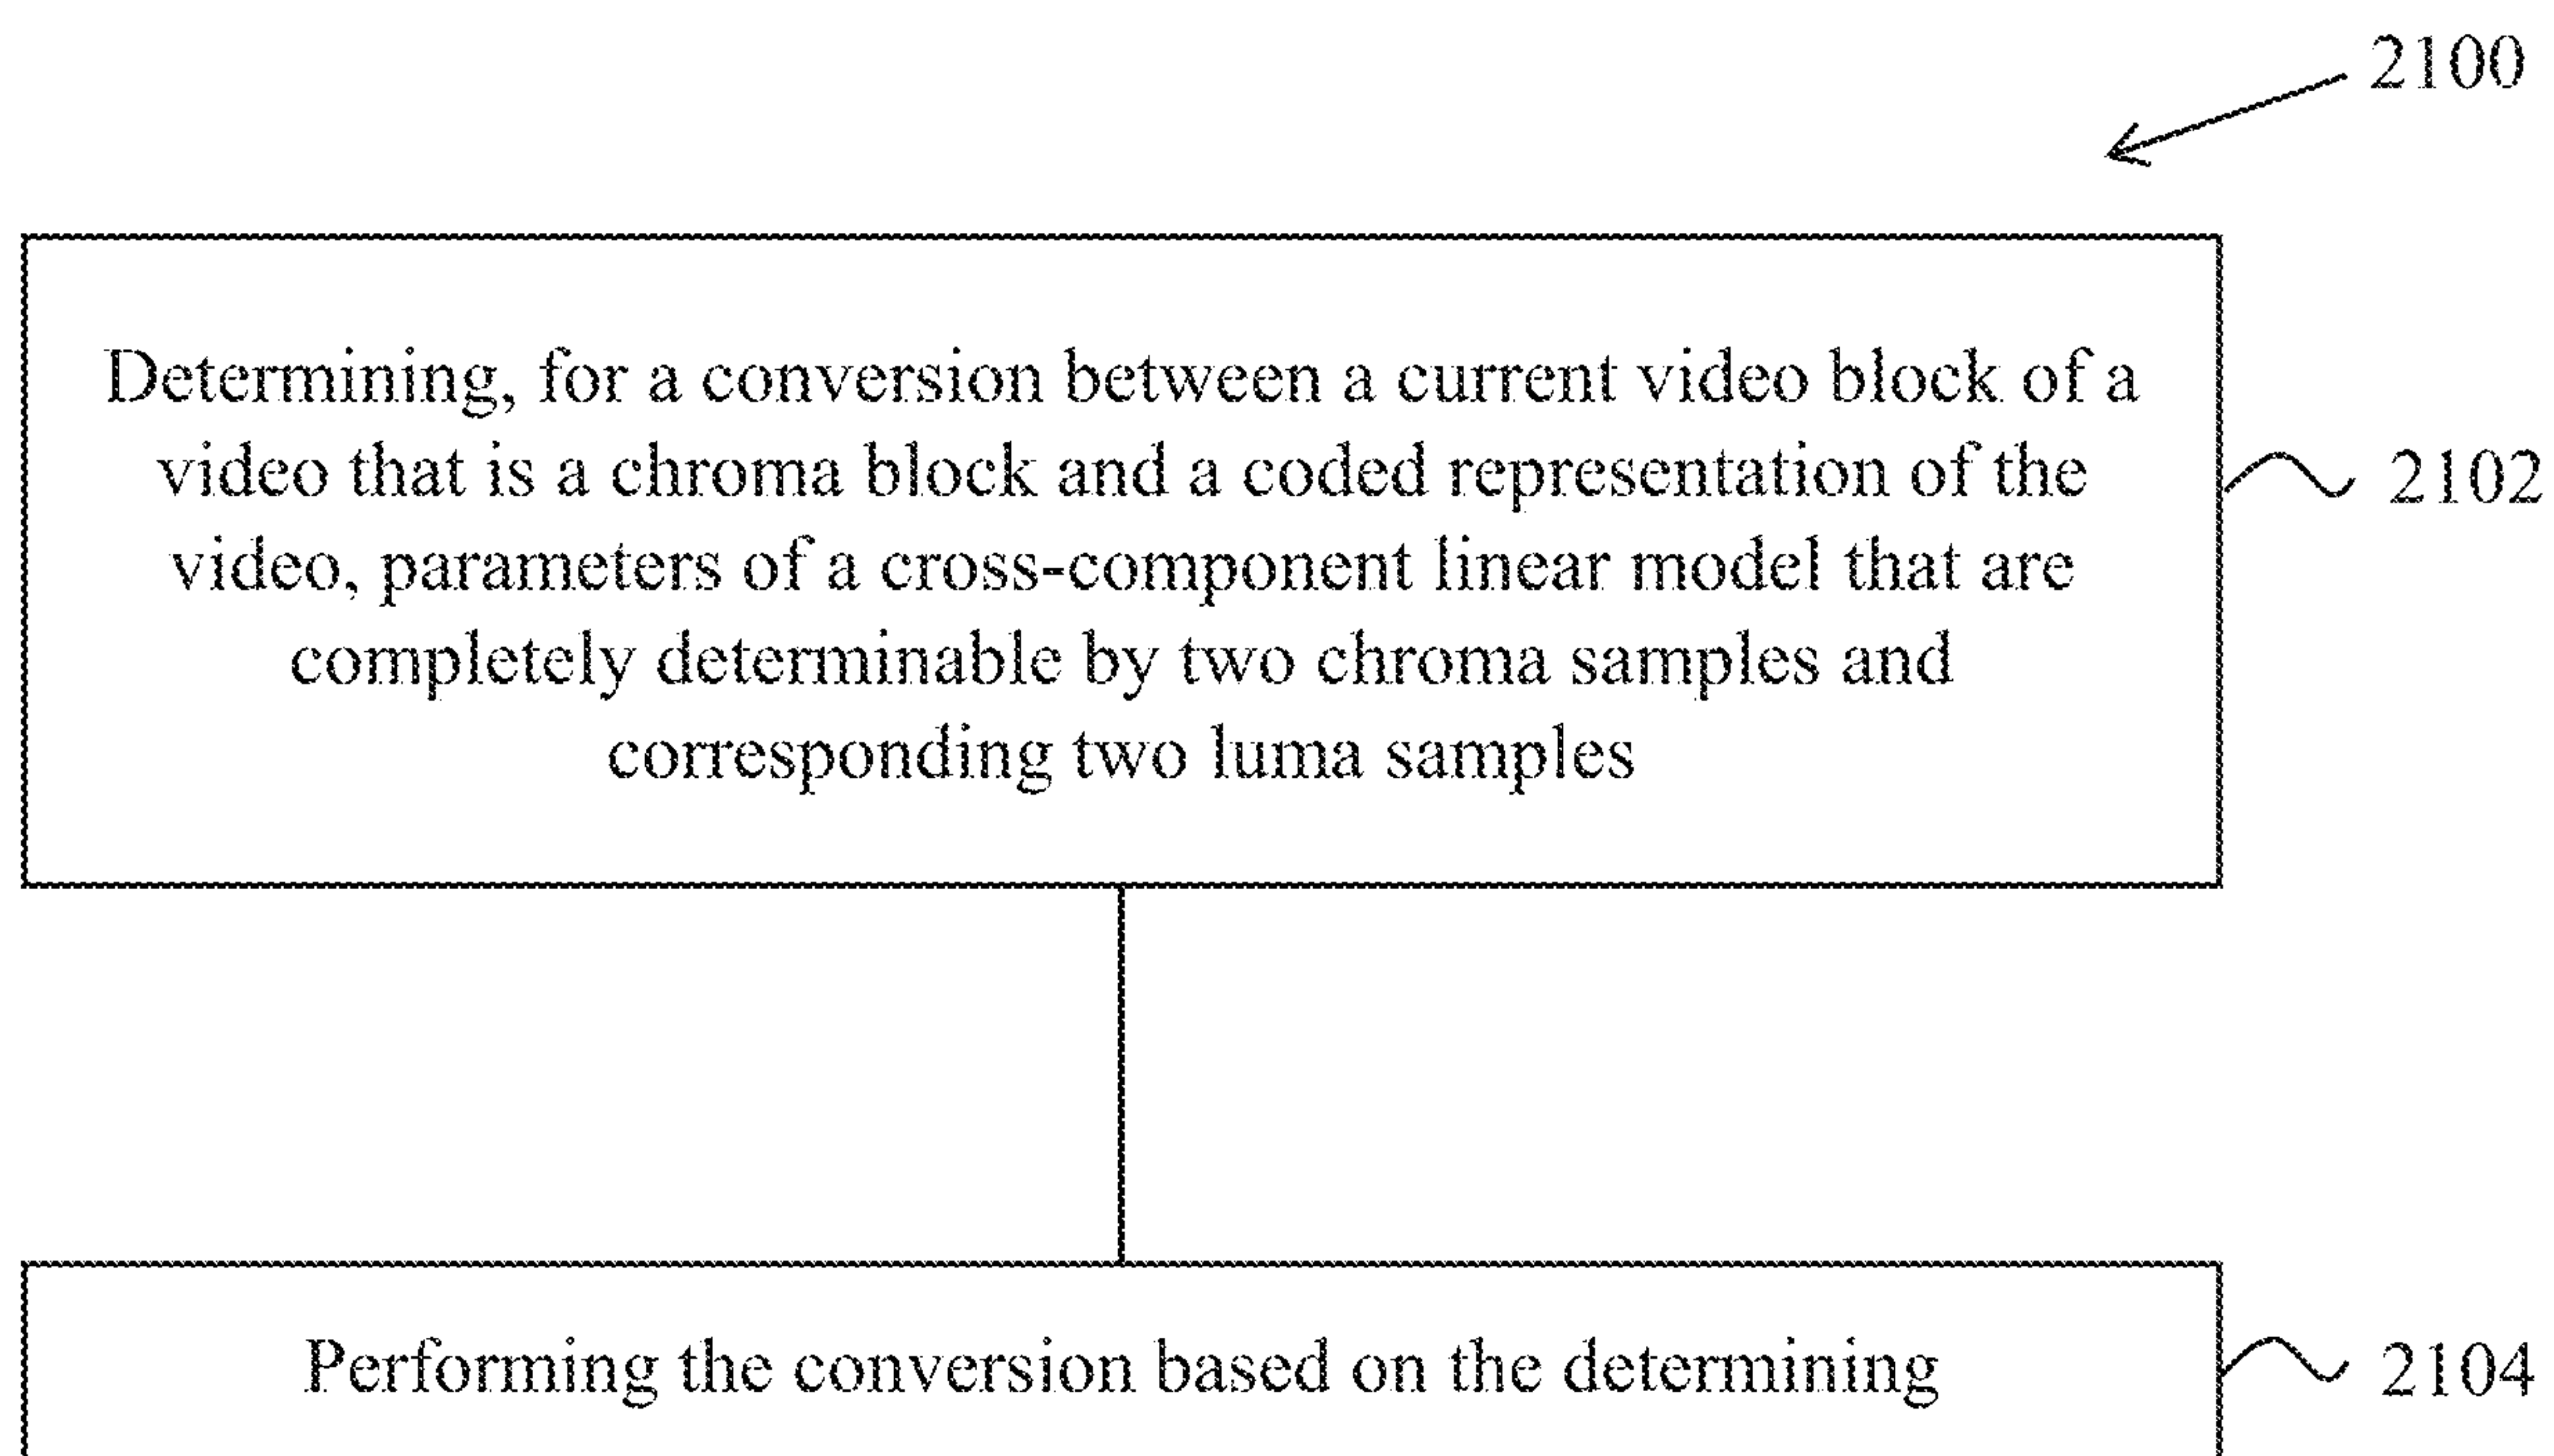 2100
Determining, for a conversion between a current video block of a
video that is a chroma block and a coded representation of the
video, parameters of a cross-component linear model that are
completely determinable by two chroma samples and
corresponding two luma samples
2102
Performing the conversion based on the determining
2104